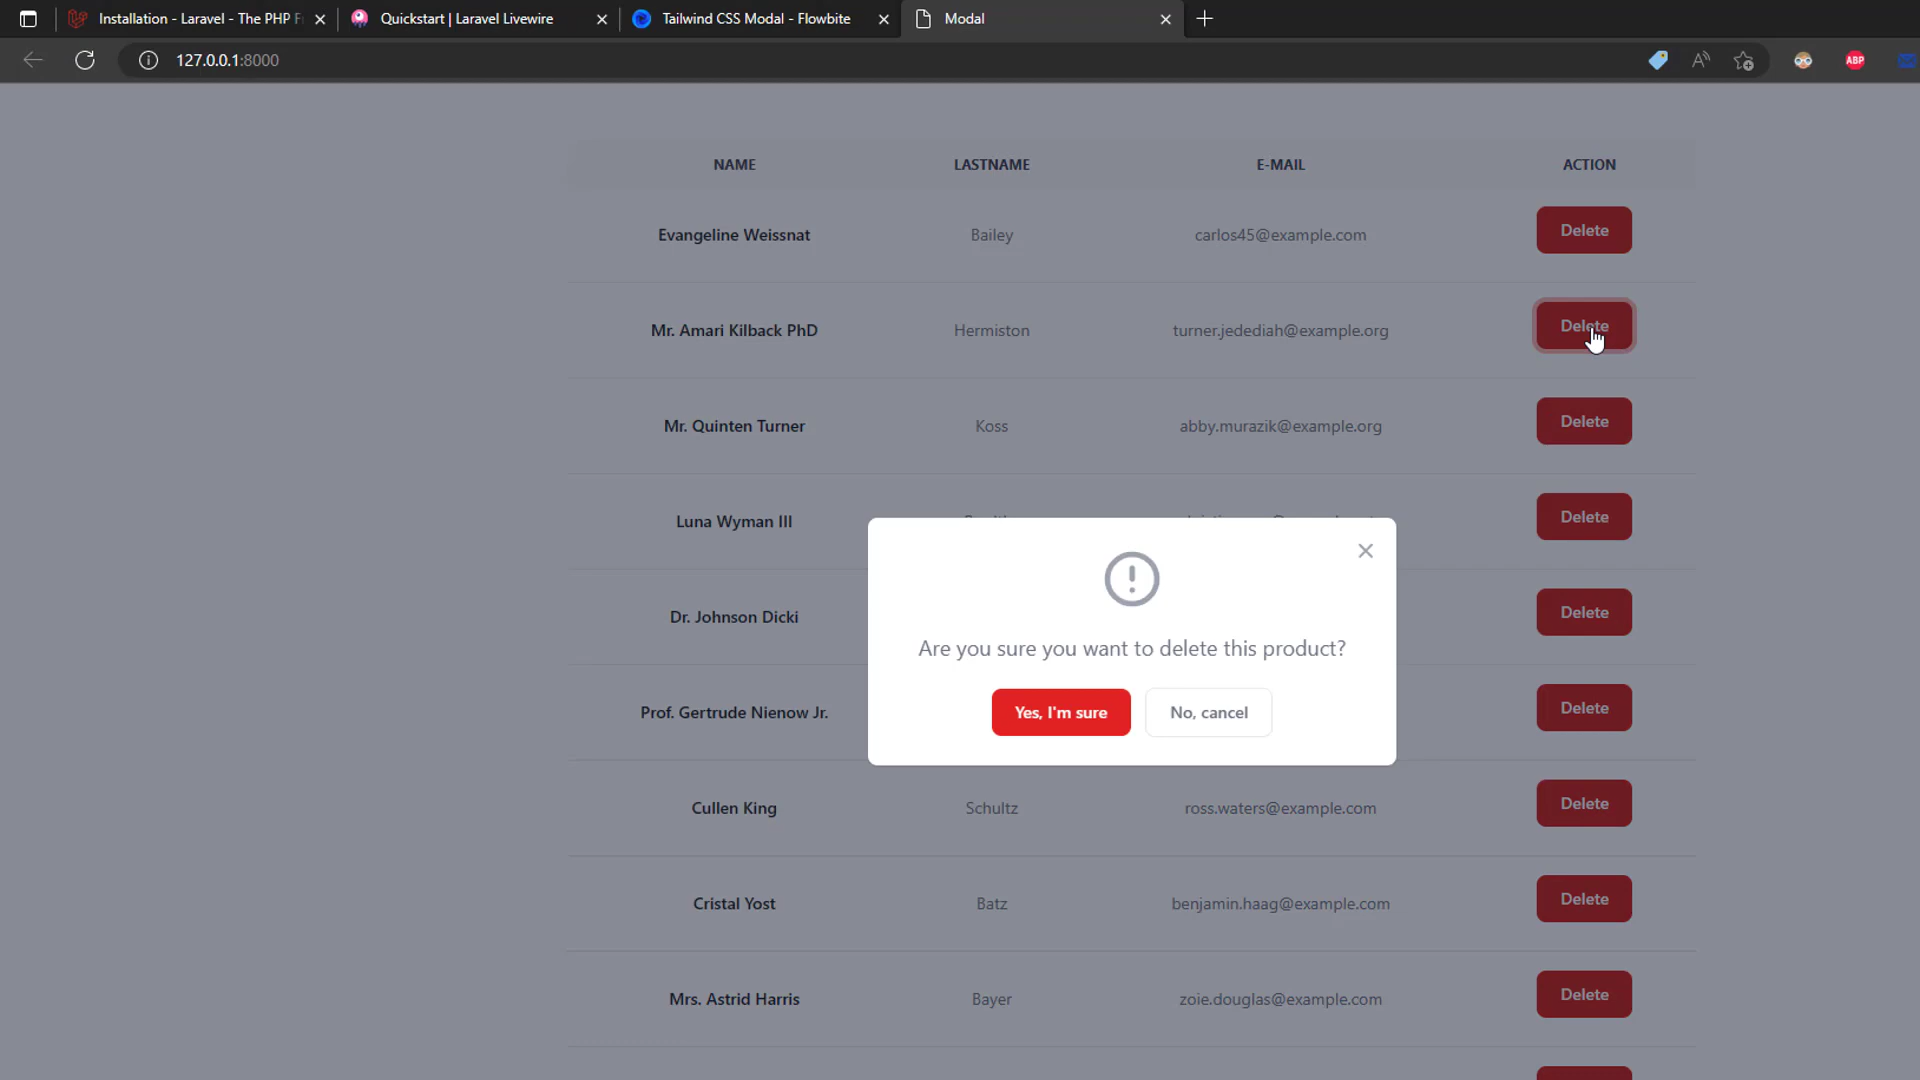 Installation - Laravel - The PHP F
Quickstart | Laravel Livewire
Tailwind CSS Modal - Flowbite
Modal
127.0.0.1:8000
ABP
NAME LASTNAME E-MAIL ACTION
Evangeline Weissnat Bailey carlos45@example.com Delete
Mr. Amari Kilback PhD Hermiston turner.jedediah@example.org Delete
Mr. Quinten Turner Koss abby.murazik@example.org Delete
Luna Wyman III Delete
Dr. Johnson Dicki Delete
Prof. Gertrude Nienow Jr. Delete
Are you sure you want to delete this product?
Yes, I'm sure No, cancel
Cullen King Schultz ross.waters@example.com Delete
Cristal Yost Batz benjamin.haag@example.com Delete
Mrs. Astrid Harris Bayer zoie.douglas@example.com Delete